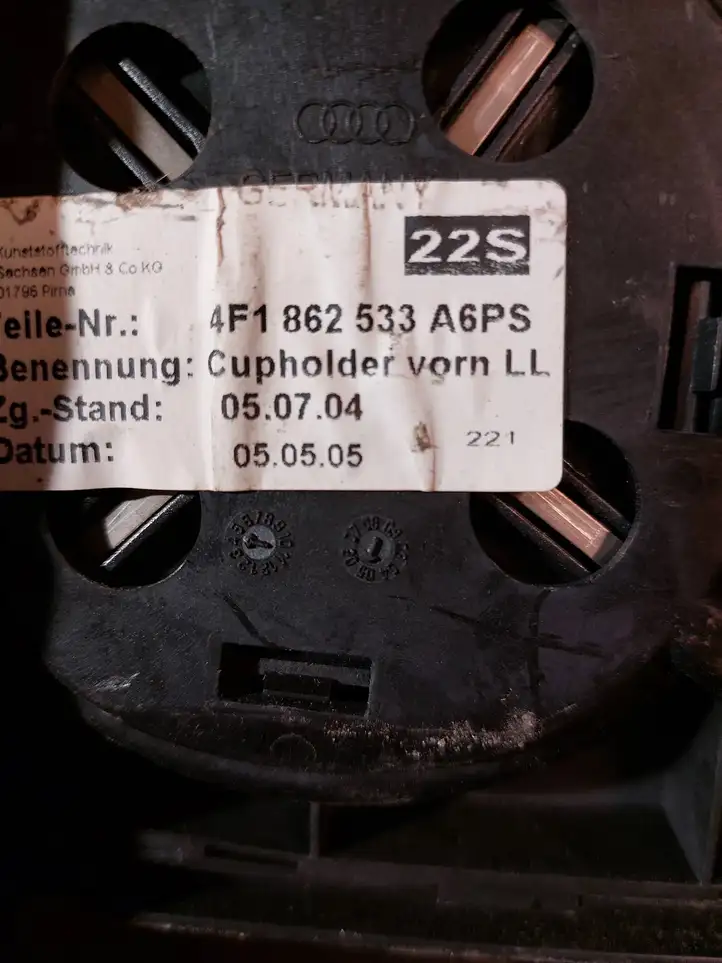 GERMANY
22S
Kunststofftechnik
Sachsen GmbH & Co KG
01796 Pirna
Teile-Nr.: 4F1 862 533 A6PS
Benennung: Cupholder vorn LL
Zg.-Stand: 05.07.04
Datum: 05.05.05
221